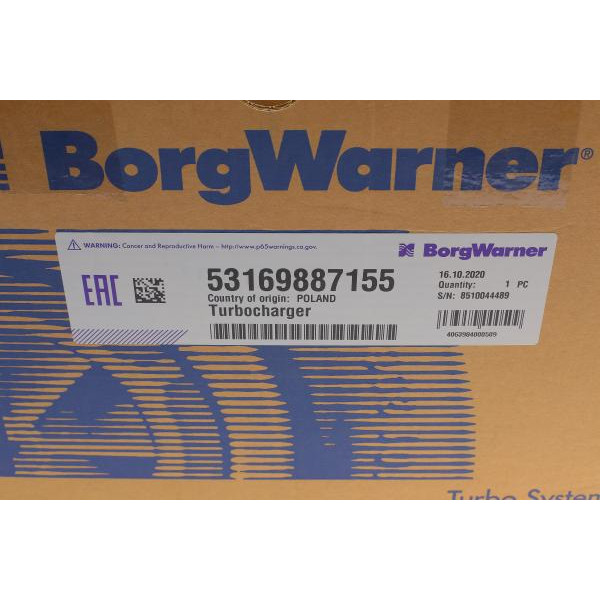 BorgWarner®
WARNING: Cancer and Reproductive Harm – http://www.p65warnings.ca.gov.
BorgWarner
EAC
53169887155
Country of origin: POLAND
Turbocharger
16.10.2020
Quantity: 1 PC
S/N: 8510044489
Turbo System